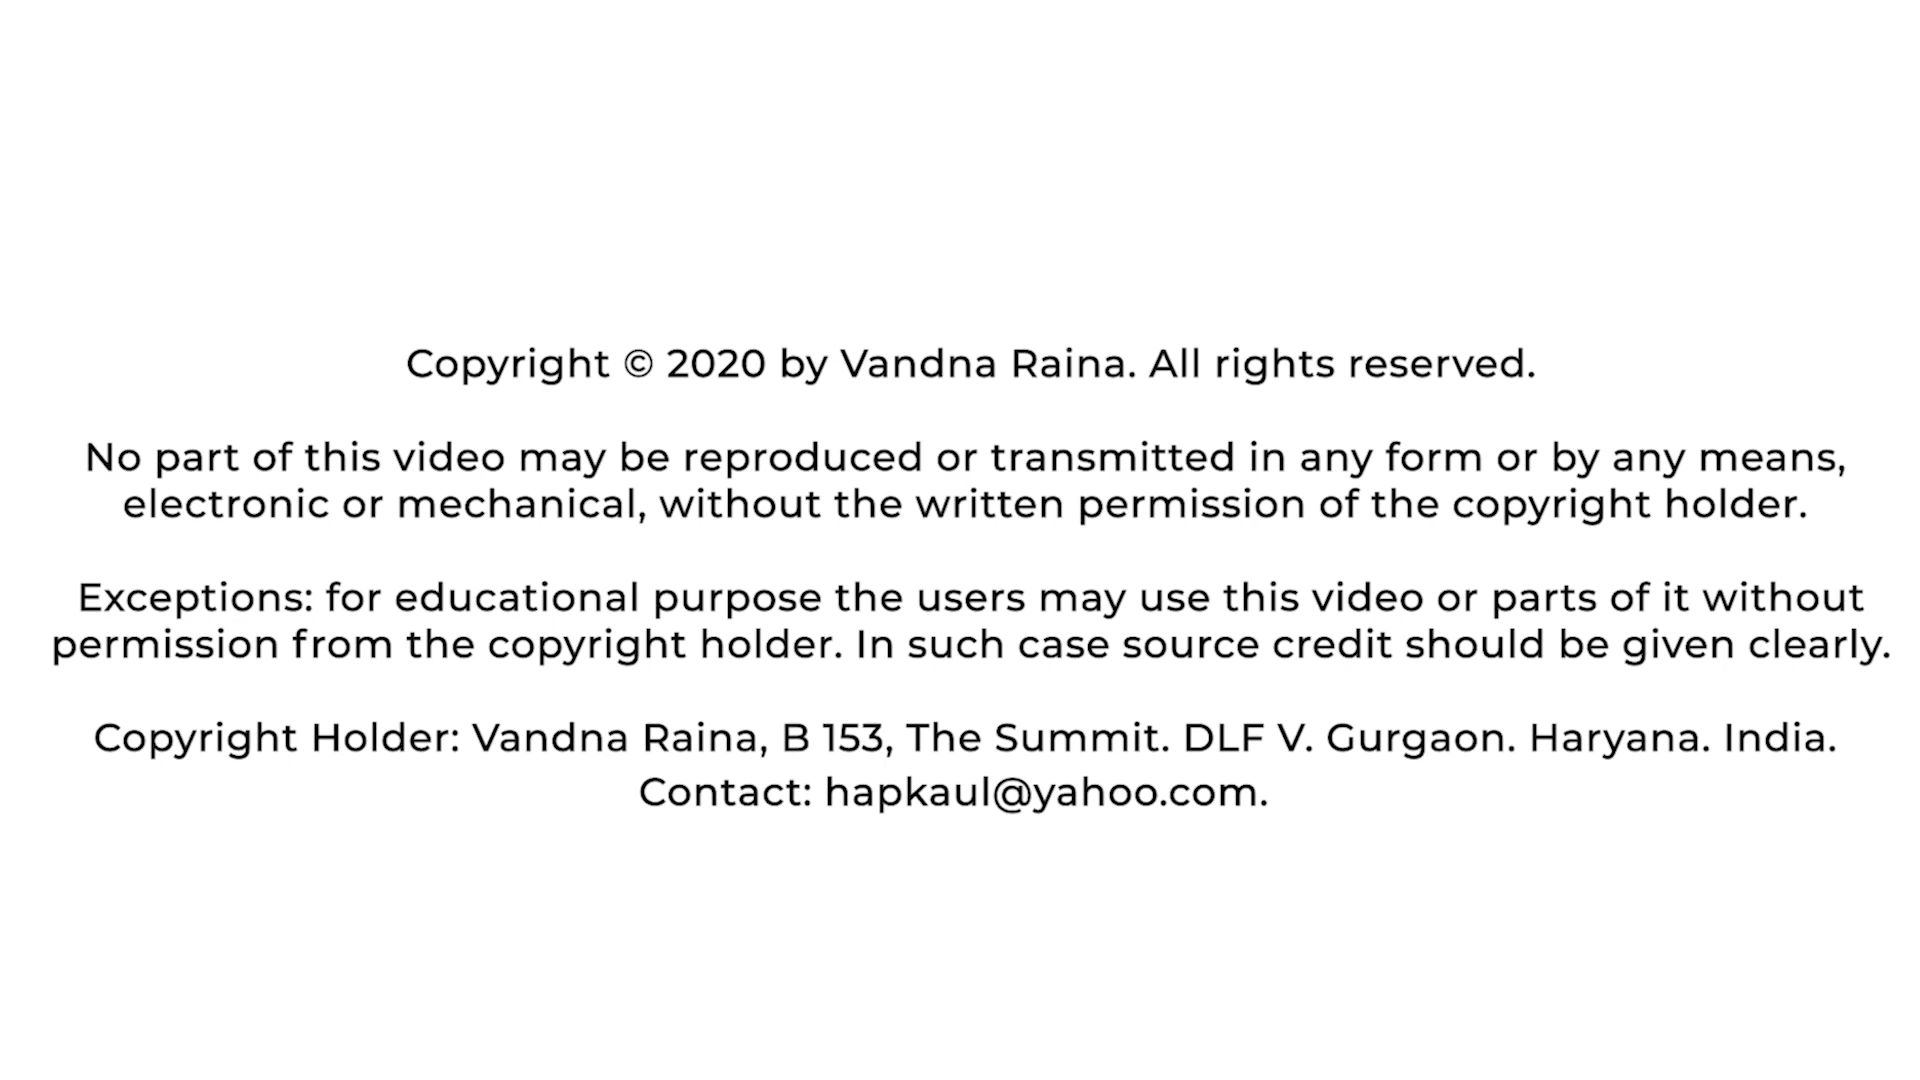 Copyright © 2020 by Vandna Raina. All rights reserved.
No part of this video may be reproduced or transmitted in any form or by any means,
electronic or mechanical, without the written permission of the copyright holder.
Exceptions: for educational purpose the users may use this video or parts of it without
permission from the copyright holder. In such case source credit should be given clearly.
Copyright Holder: Vandna Raina, B 153, The Summit. DLF V. Gurgaon. Haryana. India.
Contact: hapkaul@yahoo.com.